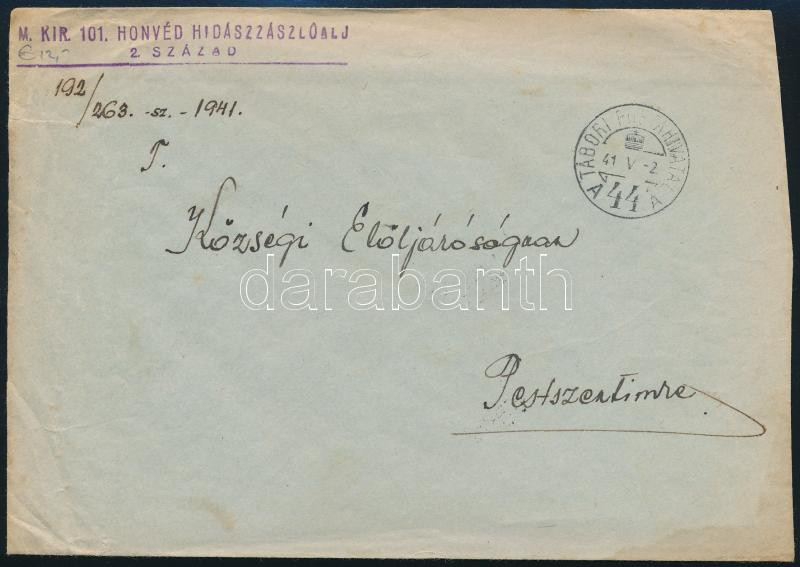 M. KIR. 101. HONVÉD HIDÁSZZÁSZLÓALJ
€12,-
2. SZÁZAD
192/263. -sz. - 1941.
T.
Községi Elöljáróságnak
Pestszentimre
TÁBORI POSTAHIVATAL
41 V -2
A 44 A
darabanth